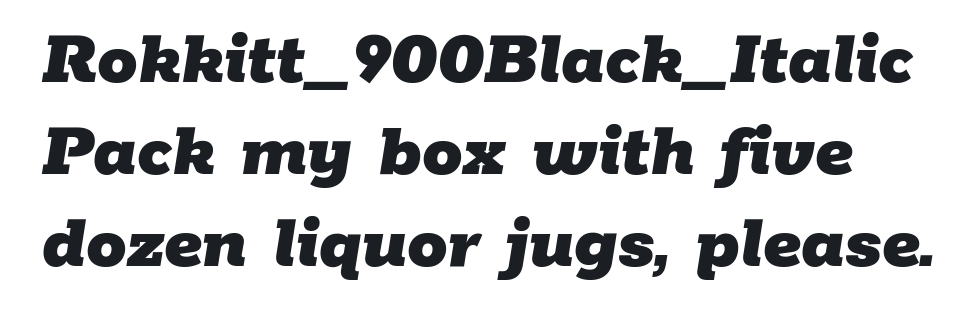 Rokkitt_900Black_Italic
Pack my box with five
dozen liquor jugs, please.